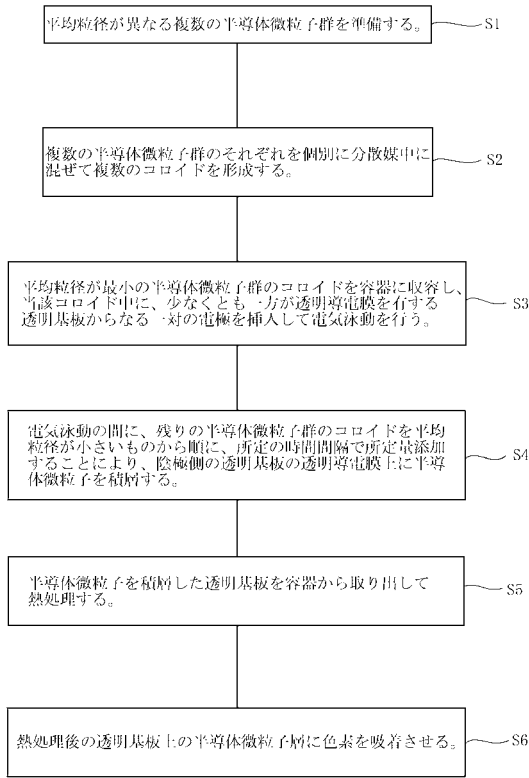 平均粒径が異なる複数の半導体微粒子群を準備する。
S1
複数の半導体微粒子群のそれぞれを個別に分散媒中に
混ぜて複数のコロイドを形成する。
S2
平均粒径が最小の半導体微粒子群のコロイドを容器に収容し、
当該コロイド中に、少なくとも一方が透明導電膜を有する
透明基板からなる一対の電極を挿入して電気泳動を行う。
S3
電気泳動の間に、残りの半導体微粒子群のコロイドを平均
粒径が小さいものから順に、所定の時間間隔で所定量添加
することにより、陰極側の透明基板の透明導電膜上に半導
体微粒子を積層する。
S4
半導体微粒子を積層した透明基板を容器から取り出して
熱処理する。
S5
熱処理後の透明基板上の半導体微粒子層に色素を吸着させる。
S6